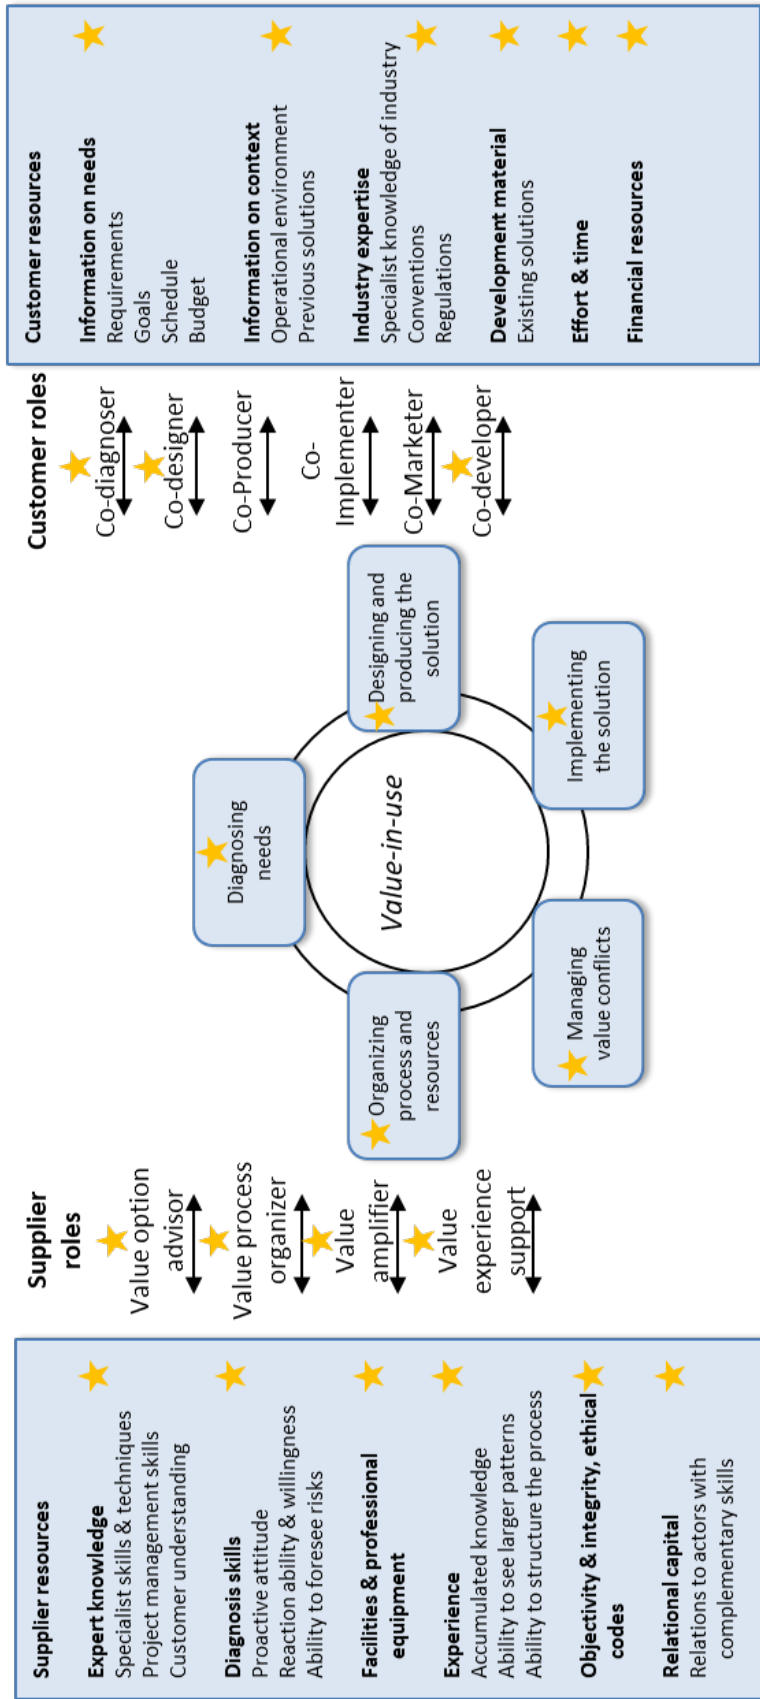 Supplier resources
Expert knowledge
Specialist skills & techniques
Project management skills
Customer understanding
Diagnosis skills
Proactive attitude
Reaction ability & willingness
Ability to foresee risks
Facilities & professional
equipment
Experience
Accumulated knowledge
Ability to see larger patterns
Ability to structure the process
Objectivity & integrity, ethical
codes
Relational capital
Relations to actors with
complementary skills
Supplier
roles
Value option
advisor
Value process
organizer
Value
amplifier
Value
experience
support
Diagnosing
needs
Organizing
process and
resources
Value-in-use
Designing and
producing the
solution
Managing
value conflicts
Implementing
the solution
Customer roles
Co-diagnoser
Co-designer
Co-Producer
Co-
Implementer
Co-Marketer
Co-developer
Customer resources
Information on needs
Requirements
Goals
Schedule
Budget
Information on context
Operational environment
Previous solutions
Industry expertise
Specialist knowledge of industry
Conventions
Regulations
Development material
Existing solutions
Effort & time
Financial resources